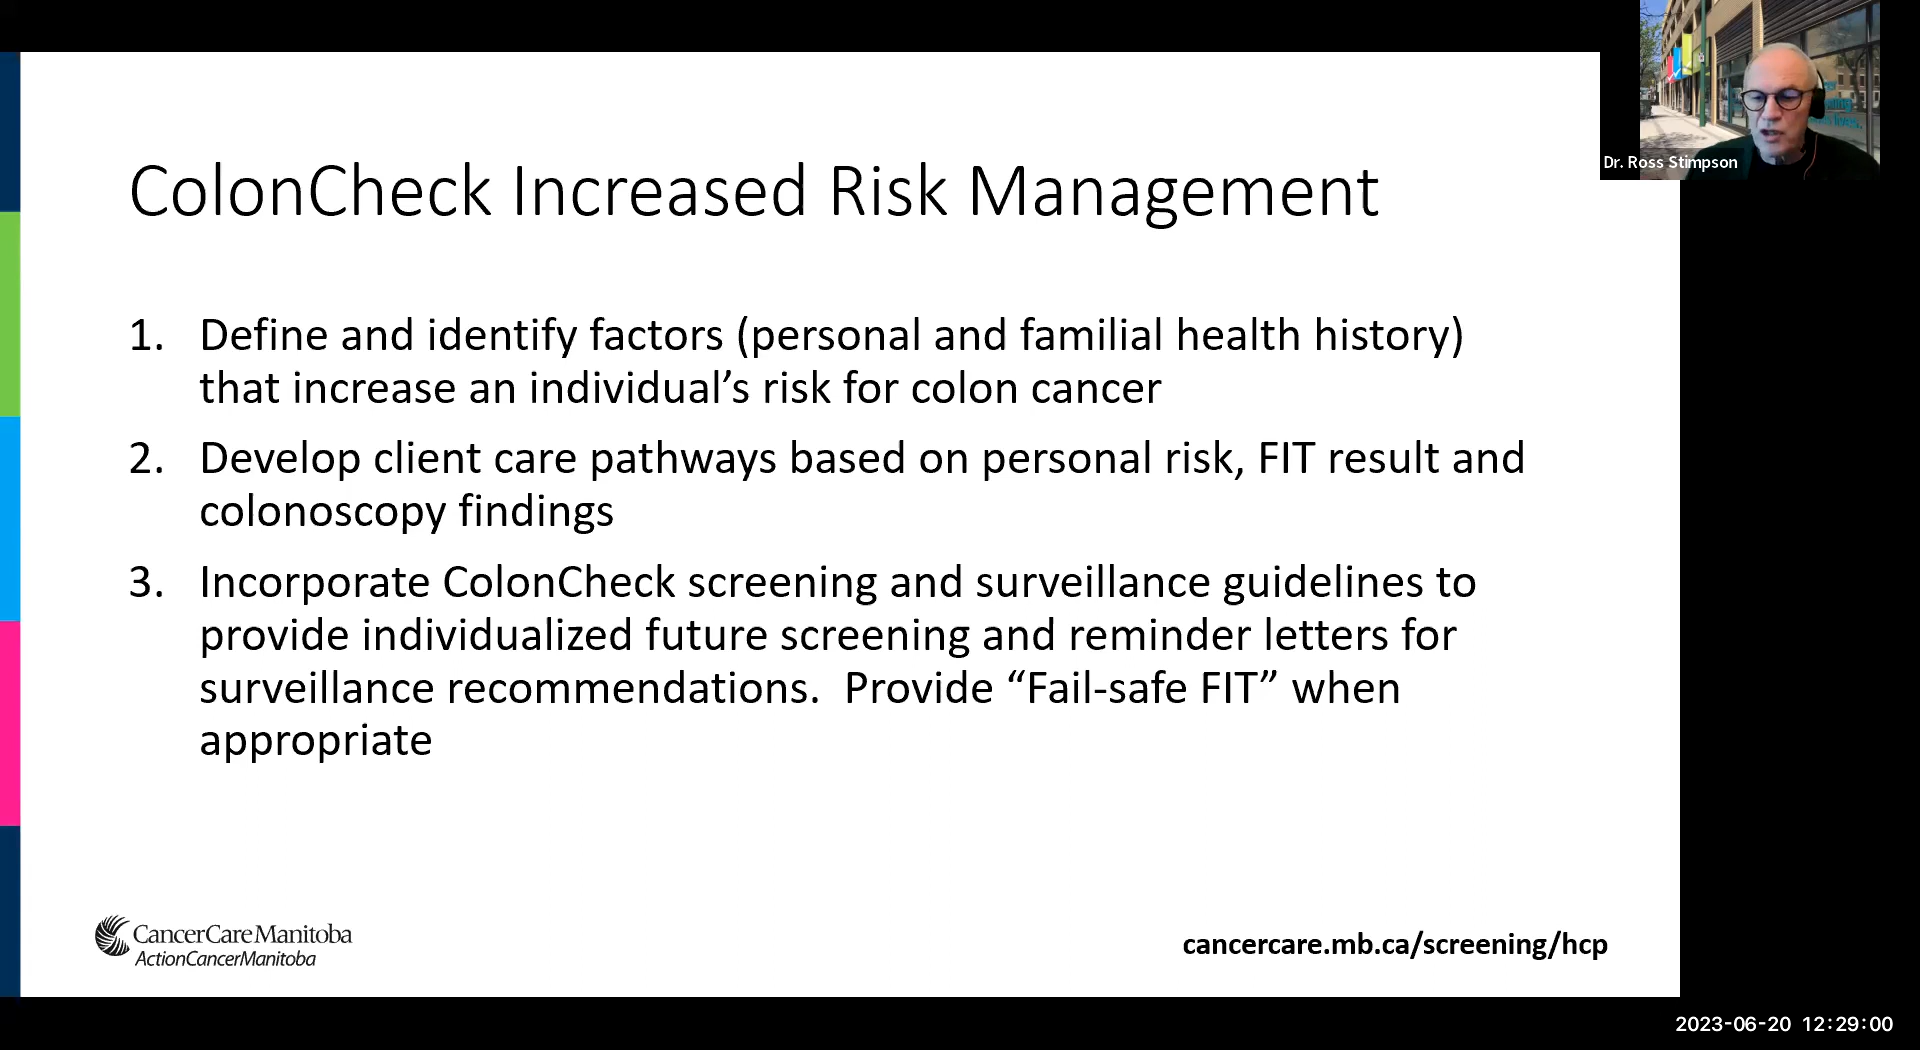 Dr. Ross Stimpson
ColonCheck Increased Risk Management
1. Define and identify factors (personal and familial health history)
that increase an individual’s risk for colon cancer
2. Develop client care pathways based on personal risk, FIT result and
colonoscopy findings
3. Incorporate ColonCheck screening and surveillance guidelines to
provide individualized future screening and reminder letters for
surveillance recommendations.  Provide “Fail-safe FIT” when
appropriate
CancerCareManitoba
ActionCancerManitoba
cancercare.mb.ca/screening/hcp
2023-06-20 12:29:00